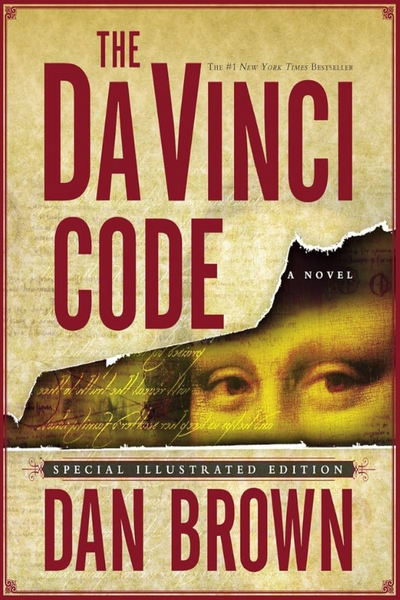 THE
THE #1 NEW YORK TIMES BESTSELLER
DA VINCI
CODE
A NOVEL
SPECIAL ILLUSTRATED EDITION
DAN BROWN